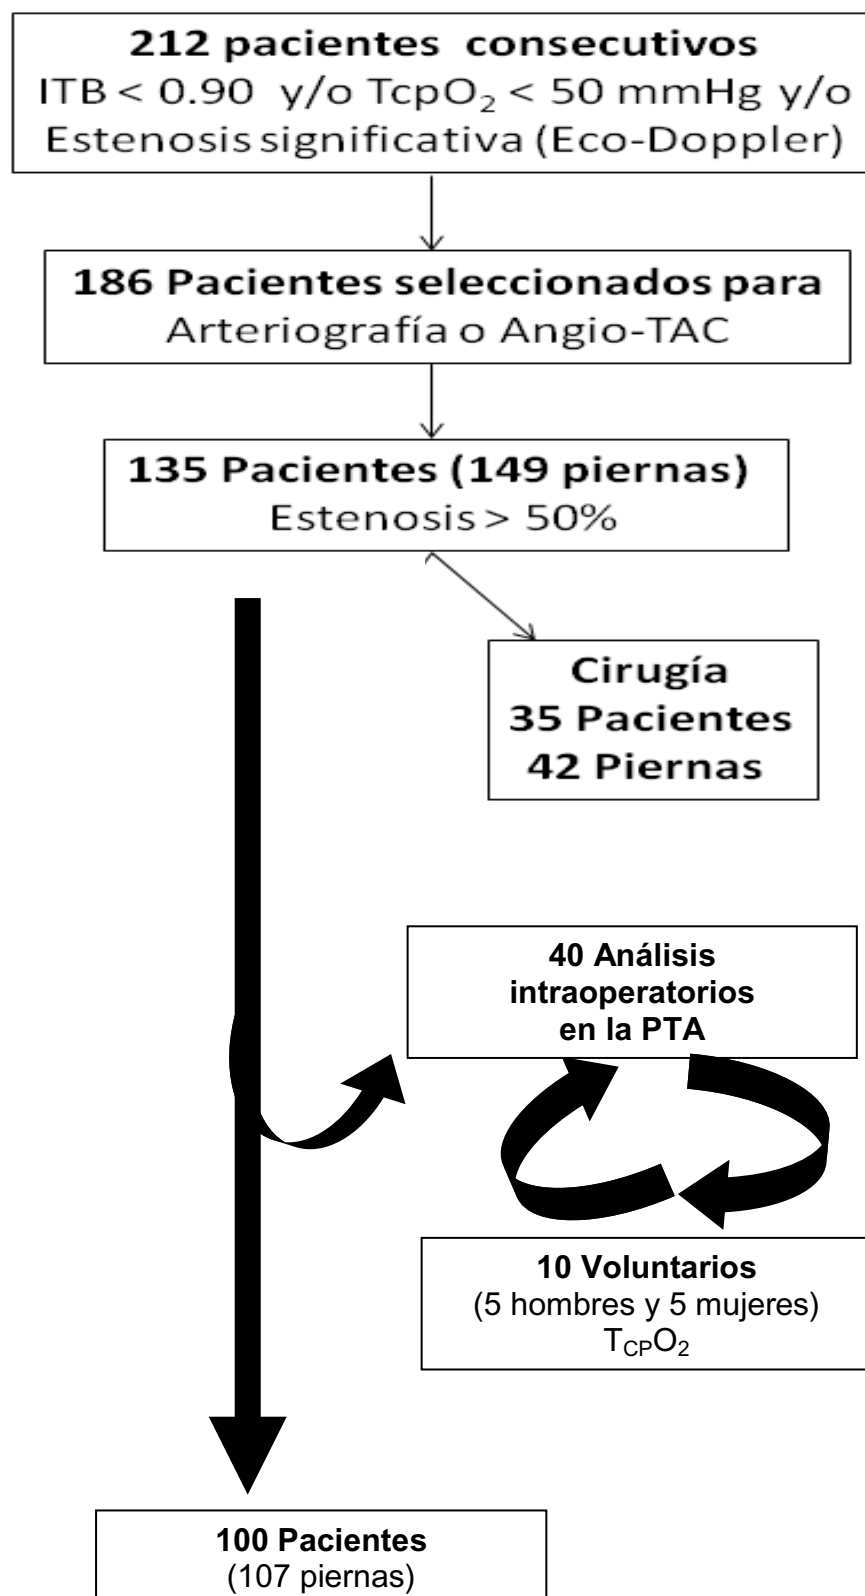 212 pacientes consecutivos
ITB < 0.90 y/o TcpO₂ < 50 mmHg y/o
Estenosis significativa (Eco-Doppler)
186 Pacientes seleccionados para
Arteriografía o Angio-TAC
135 Pacientes (149 piernas)
Estenosis > 50%
Cirugía
35 Pacientes
42 Piernas
40 Análisis
intraoperatorios
en la PTA
10 Voluntarios
(5 hombres y 5 mujeres)
T_CPO₂
100 Pacientes
(107 piernas)